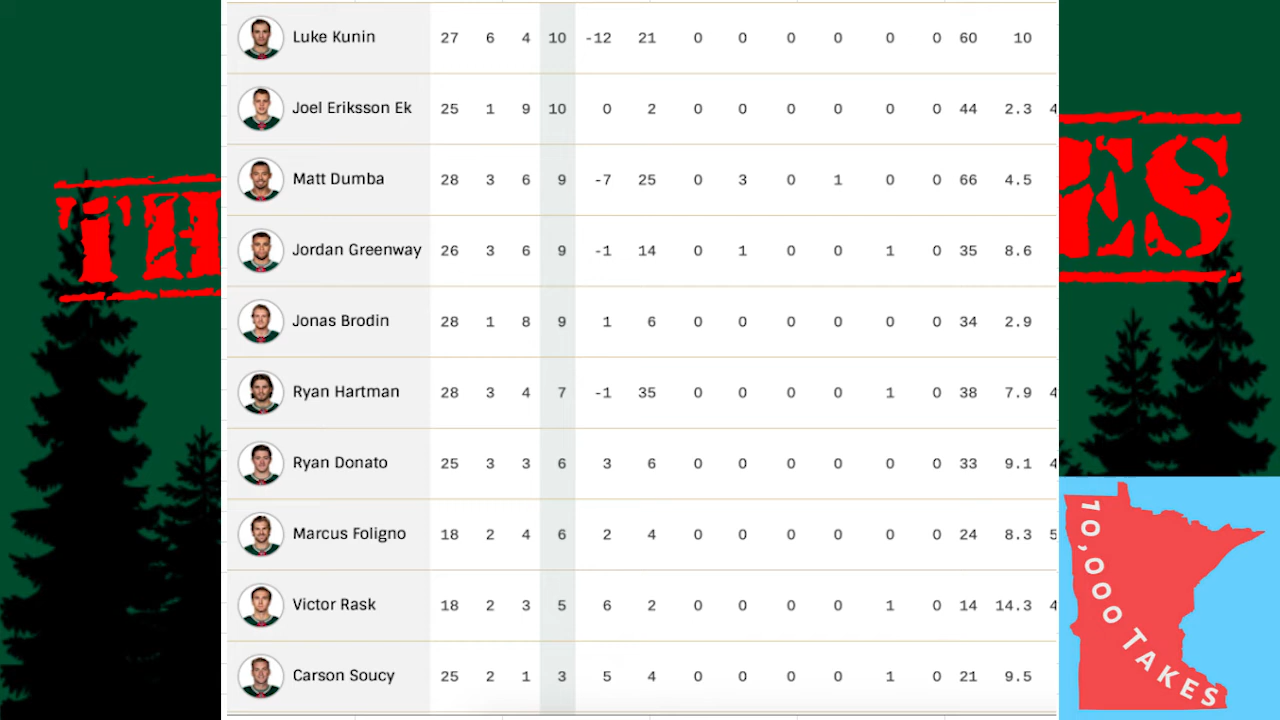 Luke Kunin 27 6 4 10 -12 21 0 0 0 0 0 0 60 10
Joel Eriksson Ek 25 1 9 10 0 2 0 0 0 0 0 0 44 2.3 4
Matt Dumba 28 3 6 9 -7 25 0 3 0 1 0 0 66 4.5
Jordan Greenway 26 3 6 9 -1 14 0 1 0 0 1 0 35 8.6
Jonas Brodin 28 1 8 9 1 6 0 0 0 0 0 0 34 2.9
Ryan Hartman 28 3 4 7 -1 35 0 0 0 0 1 0 38 7.9 4
Ryan Donato 25 3 3 6 3 6 0 0 0 0 0 0 33 9.1 4
Marcus Foligno 18 2 4 6 2 4 0 0 0 0 0 0 24 8.3 5
Victor Rask 18 2 3 5 6 2 0 0 0 0 1 0 14 14.3 4
Carson Soucy 25 2 1 3 5 4 0 0 0 0 1 0 21 9.5
TH
ES
10,000 TAKES